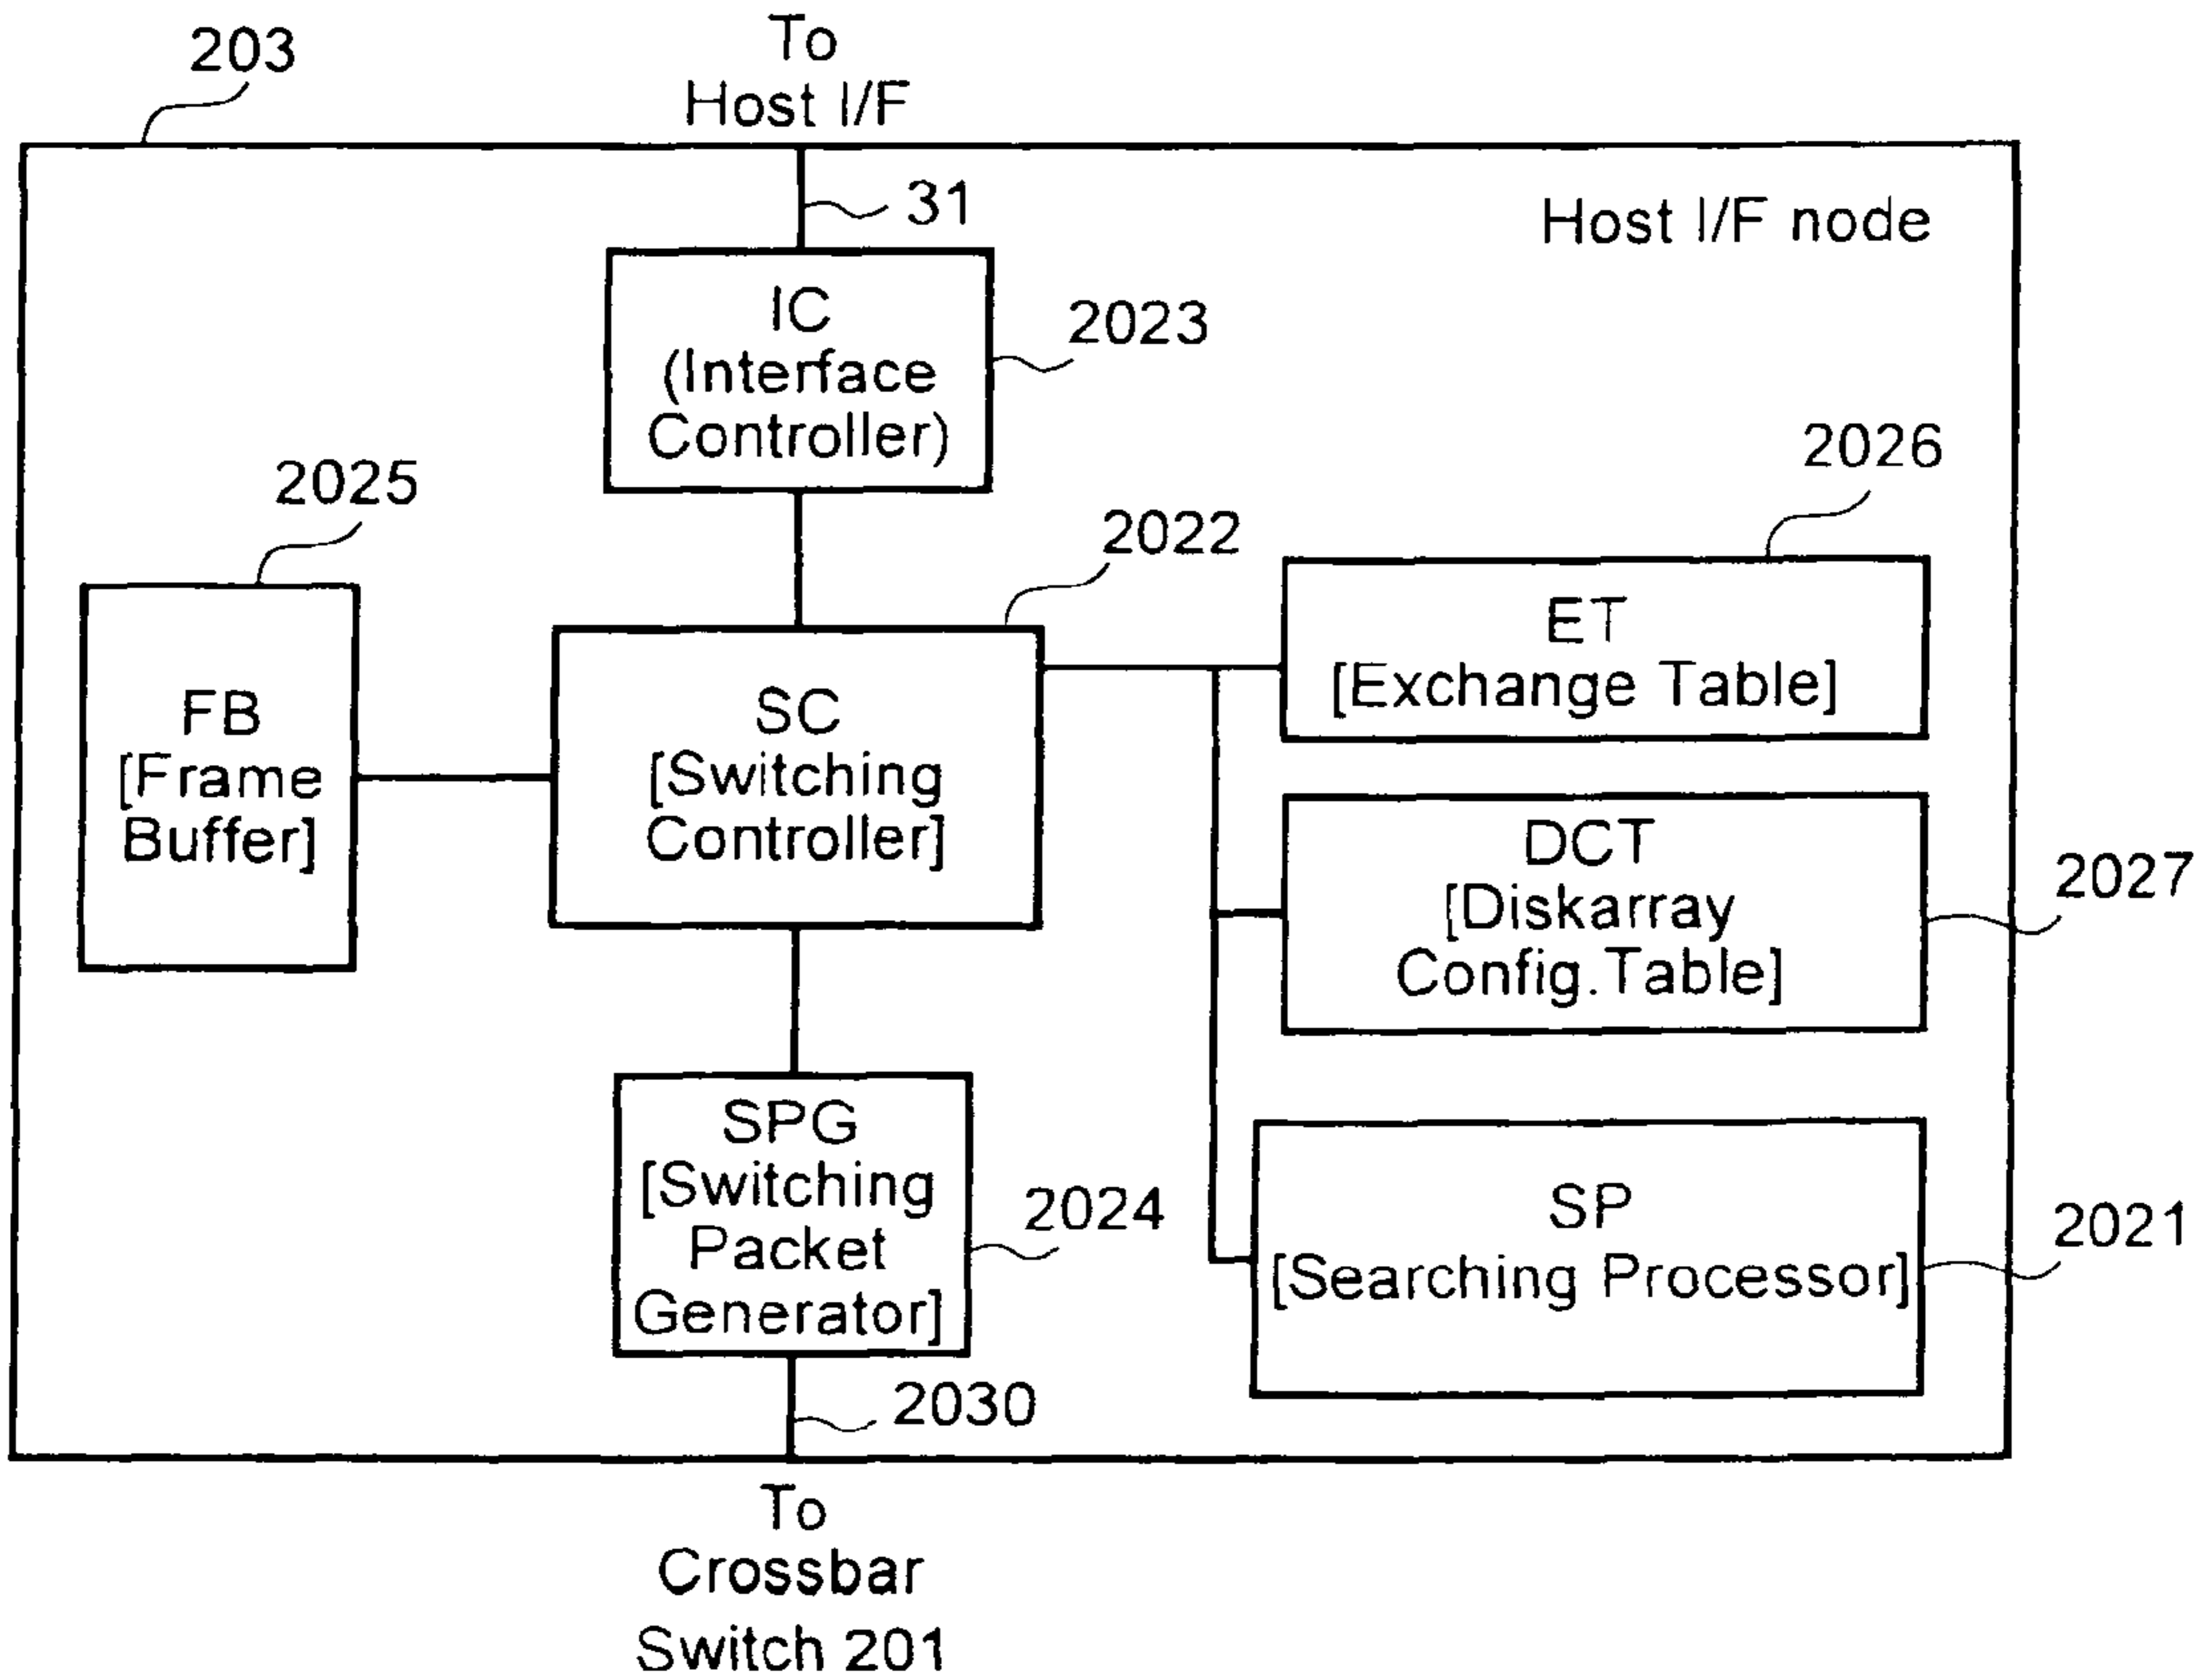 203
To
Host I/F
31
Host I/F node
IC
(Interface
Controller)
2023
2025
2022
2026
FB
[Frame
Buffer]
SC
[Switching
Controller]
ET
[Exchange Table]
DCT
[Diskarray
Config.Table]
2027
SPG
[Switching
Packet
Generator]
2024
SP
[Searching Processor]
2021
2030
To
Crossbar
Switch 201